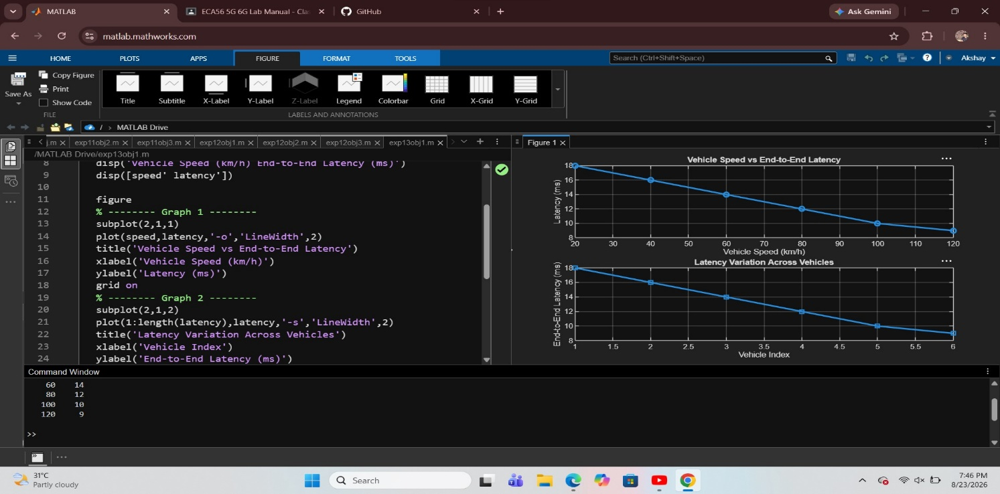 MATLAB
ECA56 5G 6G Lab Manual - Cla
GitHub
Ask Gemini
matlab.mathworks.com
HOME
PLOTS
APPS
FIGURE
FORMAT
TOOLS
Search (Ctrl+Shift+Space)
Akshay
Save As
Copy Figure
Print
Show Code
FILE
Title
Subtitle
X-Label
Y-Label
Z-Label
Legend
Colorbar
Grid
X-Grid
Y-Grid
LABELS AND ANNOTATIONS
/ › MATLAB Drive
j.m
exp11obj2.m
exp11obj3.m
exp12obj1.m
exp12obj2.m
exp12obj3.m
exp13obj1.m
/MATLAB Drive/exp13obj1.m
8 disp('Vehicle Speed (km/h) End-to-End Latency (ms)')
9 disp([speed' latency'])
10
11 figure
12 % -------- Graph 1 --------
13 subplot(2,1,1)
14 plot(speed,latency,'-o','LineWidth',2)
15 title('Vehicle Speed vs End-to-End Latency')
16 xlabel('Vehicle Speed (km/h)')
17 ylabel('Latency (ms)')
18 grid on
19 % -------- Graph 2 --------
20 subplot(2,1,2)
21 plot(1:length(latency),latency,'-s','LineWidth',2)
22 title('Latency Variation Across Vehicles')
23 xlabel('Vehicle Index')
24 ylabel('End-to-End Latency (ms)')
Figure 1
Vehicle Speed vs End-to-End Latency
Latency (ms)
18
16
14
12
10
8
20 30 40 50 60 70 80 90 100 110 120
Vehicle Speed (km/h)
Latency Variation Across Vehicles
End-to-End Latency (ms)
18
16
14
12
10
8
1 1.5 2 2.5 3 3.5 4 4.5 5 5.5 6
Vehicle Index
Command Window
60 14
80 12
100 10
120 9
>>
31°C
Partly cloudy
Search
7:46 PM
8/23/2026